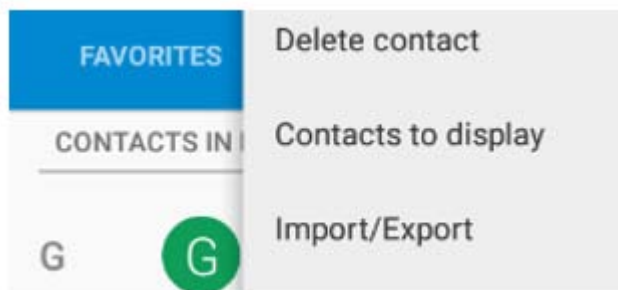 FAVORITES
CONTACTS IN
G
G
Delete contact
Contacts to display
Import/Export